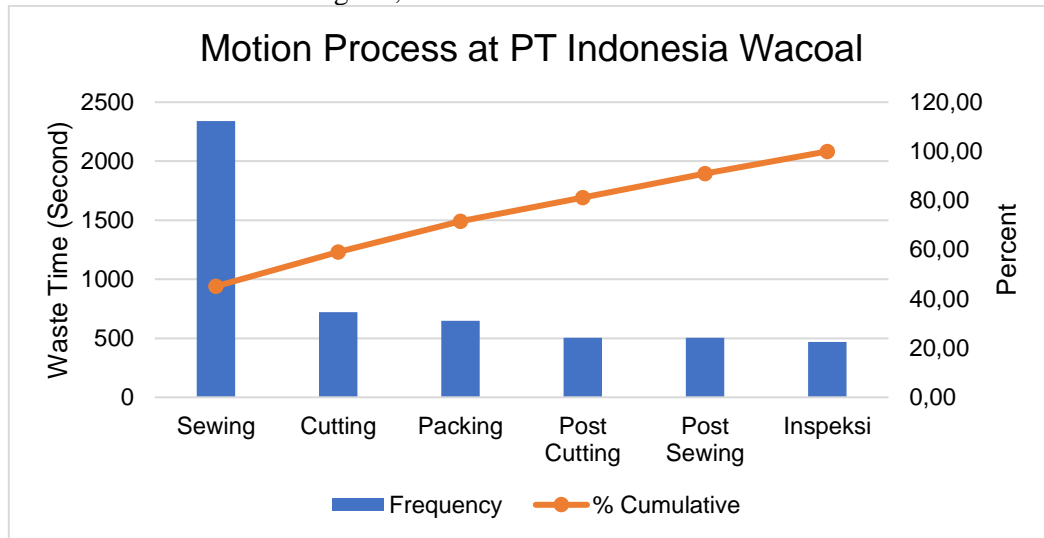 Motion Process at PT Indonesia Wacoal
2500
2000
1500
1000
500
0
Waste Time (Second)
120,00
100,00
80,00
60,00
40,00
20,00
0,00
Percent
Sewing
Cutting
Packing
Post
Cutting
Post
Sewing
Inspeksi
Frequency
% Cumulative